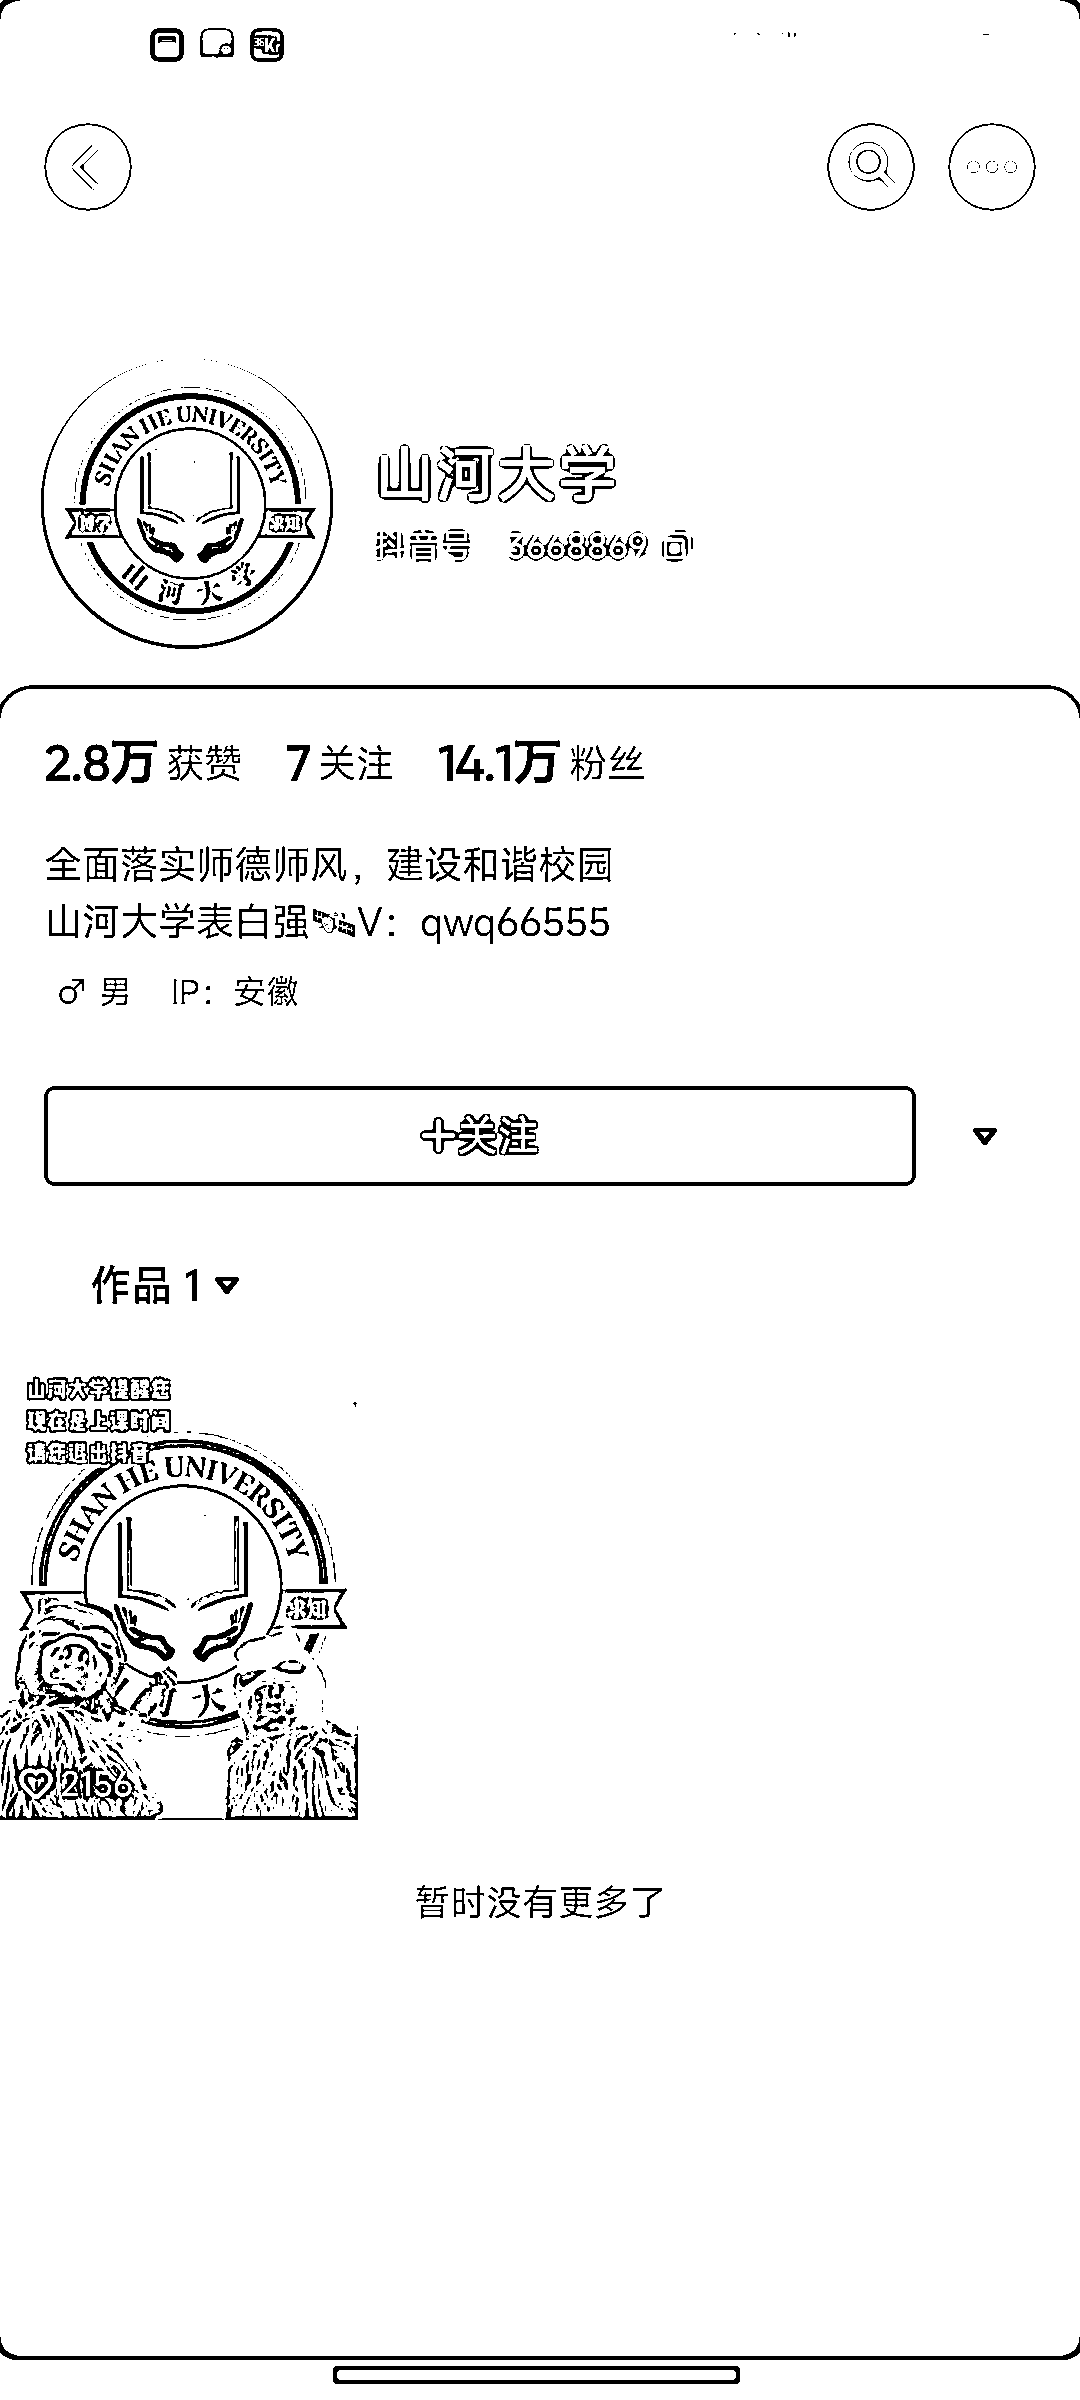 SHAN HE UNIVERSITY
求知
山河大学
山河大学
抖音号 3668869
2.8万 获赞 7 关注 14.1万 粉丝
全面落实师德师风，建设和谐校园
山河大学表白强V：qwq66555
♂ 男 IP：安徽
+关注
作品 1
山河大学提醒您
现在是上课时间
请您退出抖音
SHAN HE UNIVERSITY
求知
河大
2156
暂时没有更多了